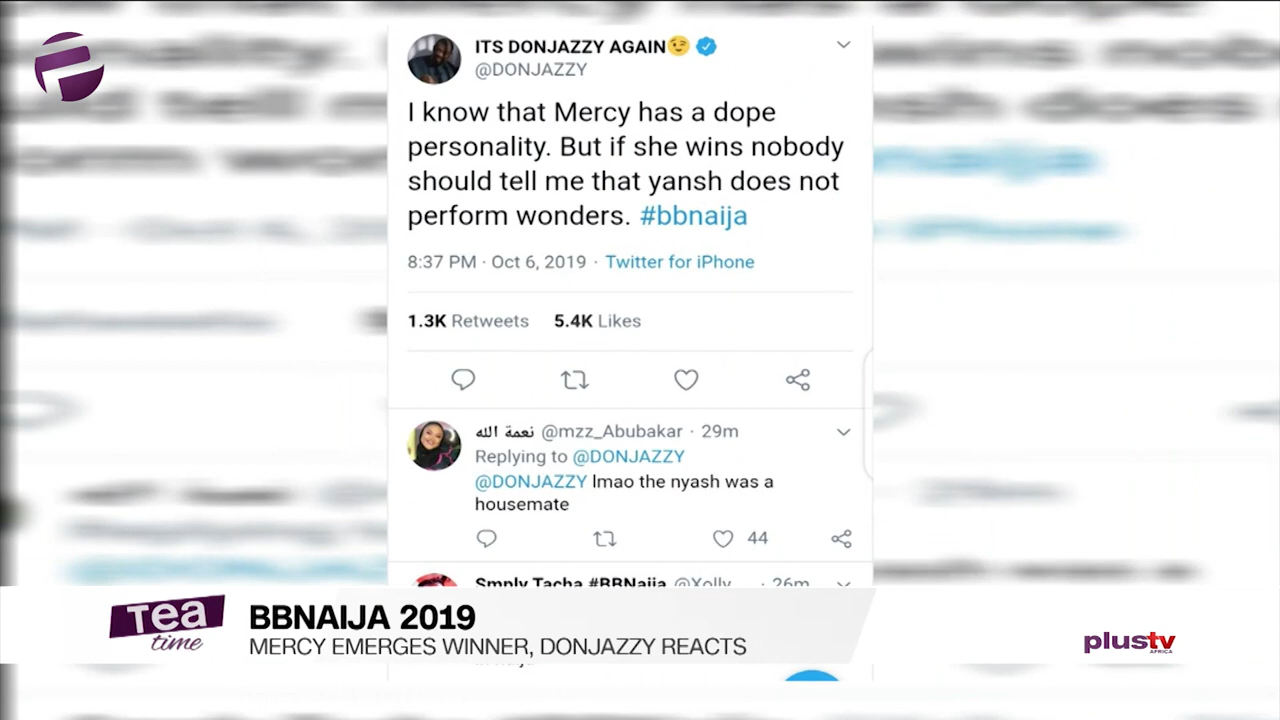 ITS DONJAZZY AGAIN😉
@DONJAZZY
I know that Mercy has a dope
personality. But if she wins nobody
should tell me that yansh does not
perform wonders. #bbnaija
8:37 PM · Oct 6, 2019 · Twitter for iPhone
1.3K Retweets 5.4K Likes
نعمة الله @mzz_Abubakar · 29m
Replying to @DONJAZZY
@DONJAZZY lmao the nyash was a
housemate
44
Smply Tacha #BBNaija @Xolly_ · 26m
Tea time
BBNAIJA 2019
MERCY EMERGES WINNER, DONJAZZY REACTS
plustv
AFRICA